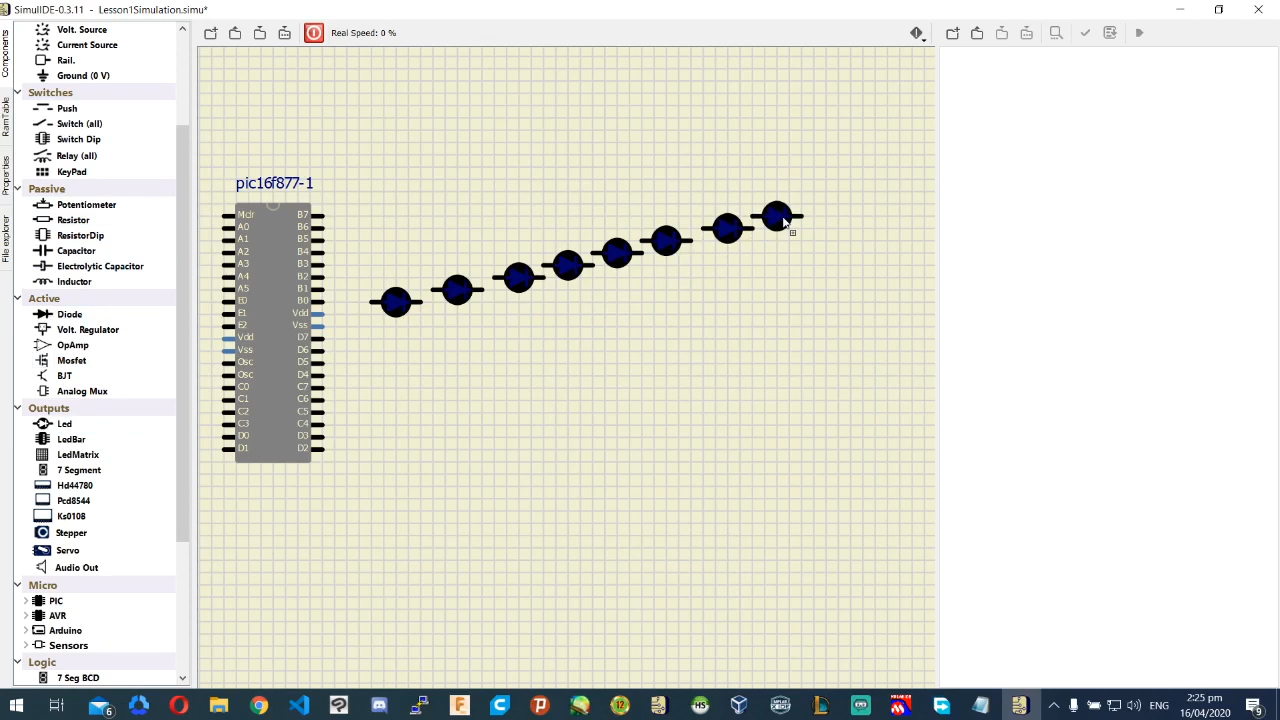 SimulIDE-0.3.11 - Lesson1Simulation.simu*
Real Speed: 0 %
Components
RamTable
Properties
File explorer
Volt. Source
Current Source
Rail.
Ground (0 V)
Switches
Push
Switch (all)
Switch Dip
Relay (all)
KeyPad
Passive
Potentiometer
Resistor
ResistorDip
Capacitor
Electrolytic Capacitor
Inductor
Active
Diode
Volt. Regulator
OpAmp
Mosfet
BJT
Analog Mux
Outputs
Led
LedBar
LedMatrix
7 Segment
Hd44780
Pcd8544
Ks0108
Stepper
Servo
Audio Out
Micro
PIC
AVR
Arduino
Sensors
Logic
7 Seg BCD
pic16f877-1
Mclr B7
A0 B6
A1 B5
A2 B4
A3 B3
A4 B2
A5 B1
E0 B0
E1 Vdd
E2 Vss
Vdd D7
Vss D6
Osc D5
Osc D4
C0 C7
C1 C6
C2 C5
C3 C4
D0 D3
D1 D2
6
12
HS
ENG
2:25 pm
16/04/2020
9